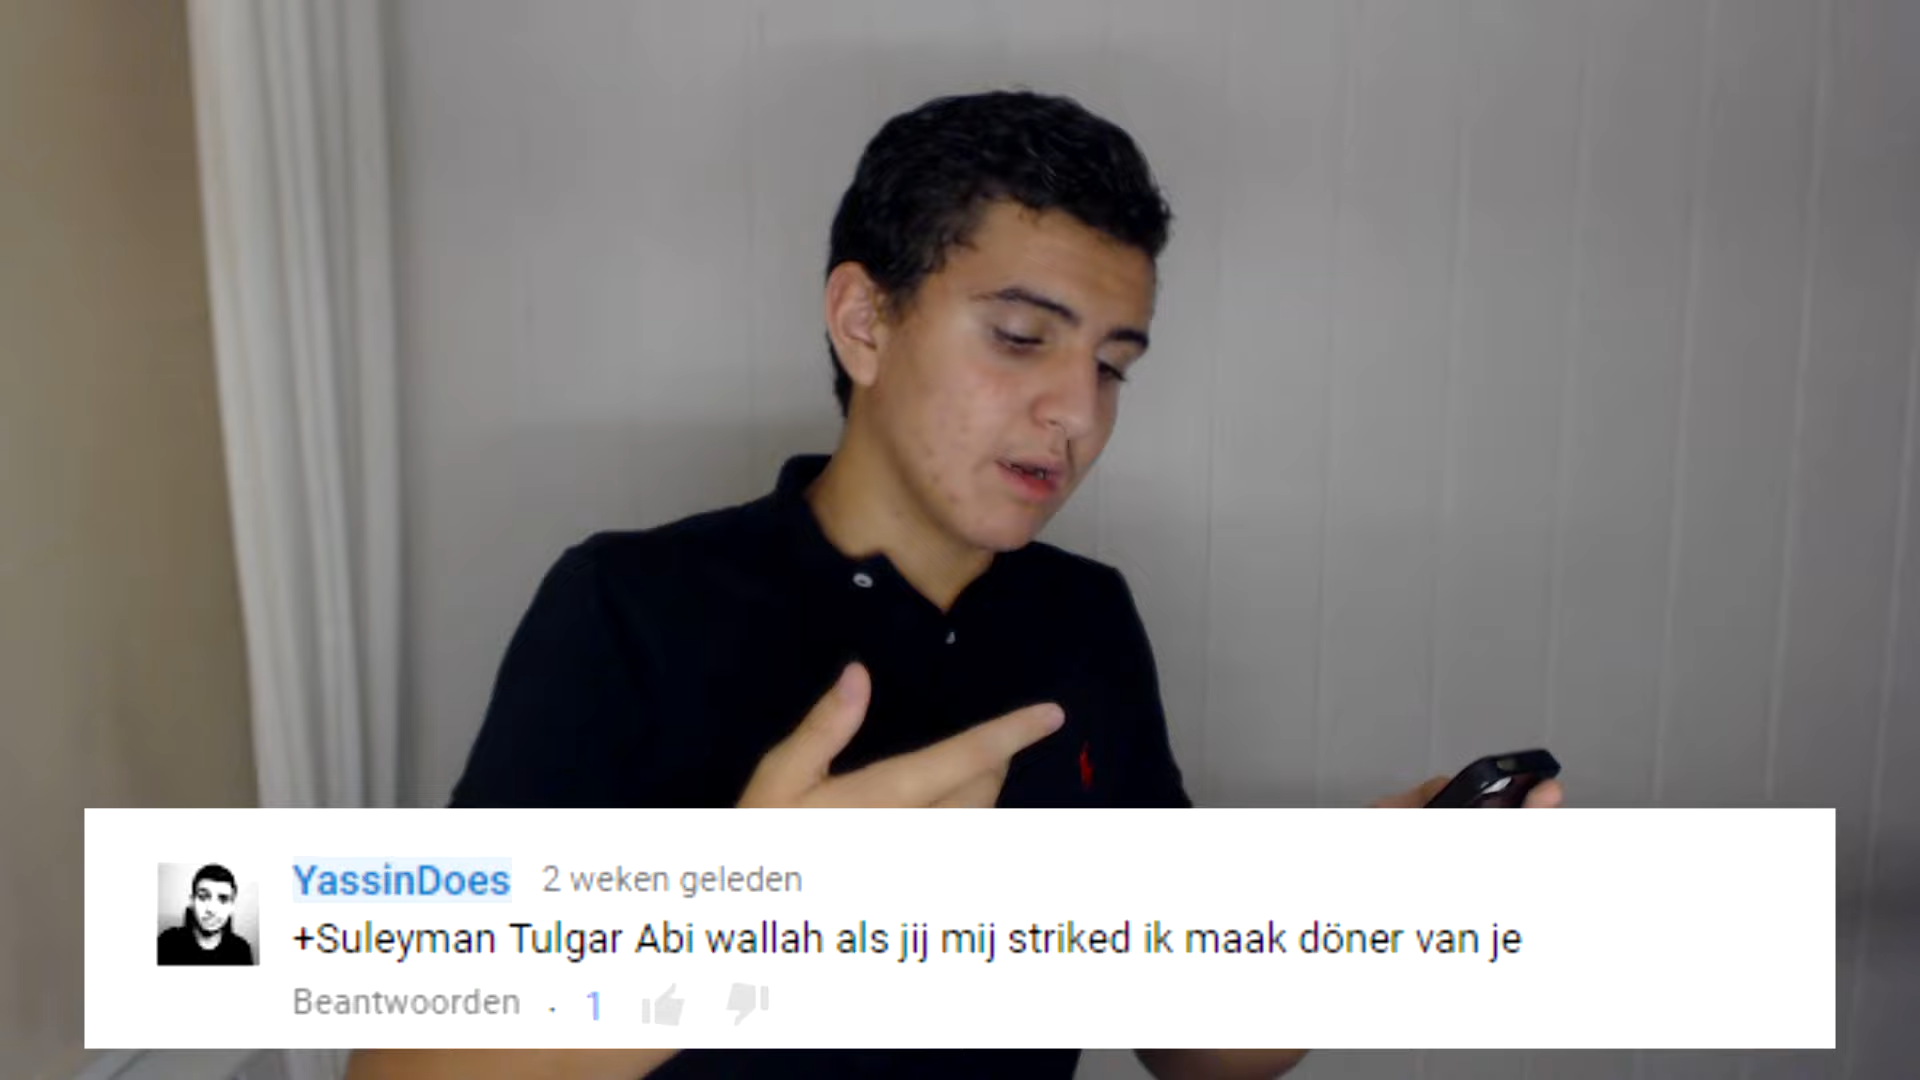 YassinDoes 2 weken geleden
+Suleyman Tulgar Abi wallah als jij mij striked ik maak döner van je
Beantwoorden · 1